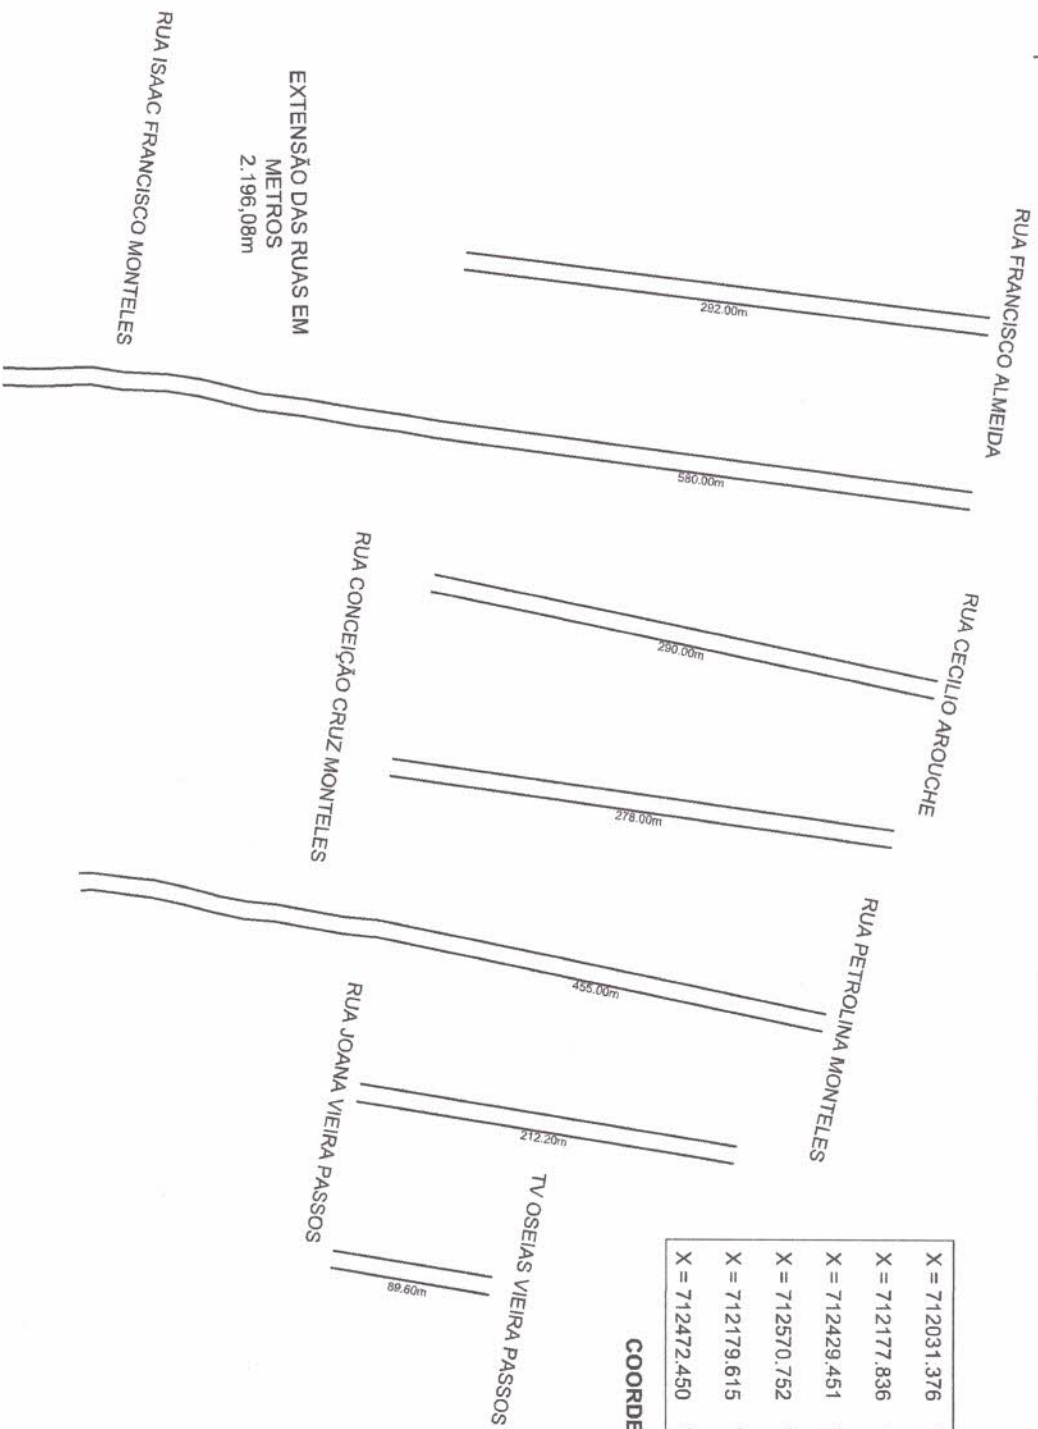 RUA FRANCISCO ALMEIDA
292.00m
580.00m
RUA ISAAC FRANCISCO MONTELES
EXTENSÃO DAS RUAS EM
METROS
2.196,08m
RUA CECILIO AROUCHE
290.00m
RUA CONCEIÇÃO CRUZ MONTELES
278.00m
RUA PETROLINA MONTELES
455.00m
RUA JOANA VIEIRA PASSOS
212.20m
TV OSEIAS VIEIRA PASSOS
89.60m
X = 712031.376
X = 712177.836
X = 712429.451
X = 712570.752
X = 712179.615
X = 712472.450
COORDE